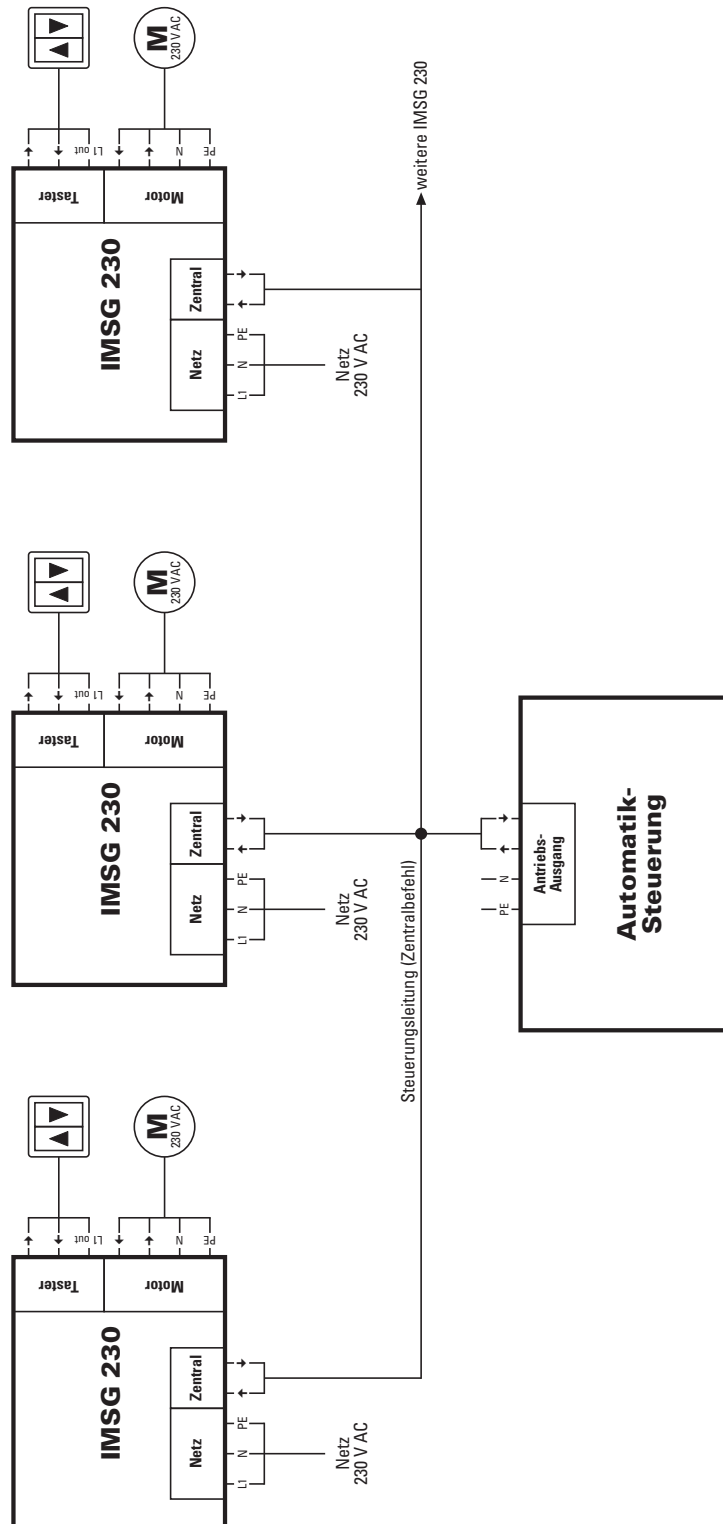 IMSG 230
Taster
Motor
L1 out
N
PE
M
230 V AC
Netz
Zentral
L1
N
PE
Netz
230 V AC
IMSG 230
Taster
Motor
L1 out
N
PE
M
230 V AC
Netz
Zentral
L1
N
PE
Netz
230 V AC
IMSG 230
Taster
Motor
L1 out
N
PE
M
230 V AC
Netz
Zentral
L1
N
PE
Netz
230 V AC
Steuerungsleitung (Zentralbefehl)
weitere IMSG 230
PE
N
Antriebs-
Ausgang
Automatik-
Steuerung